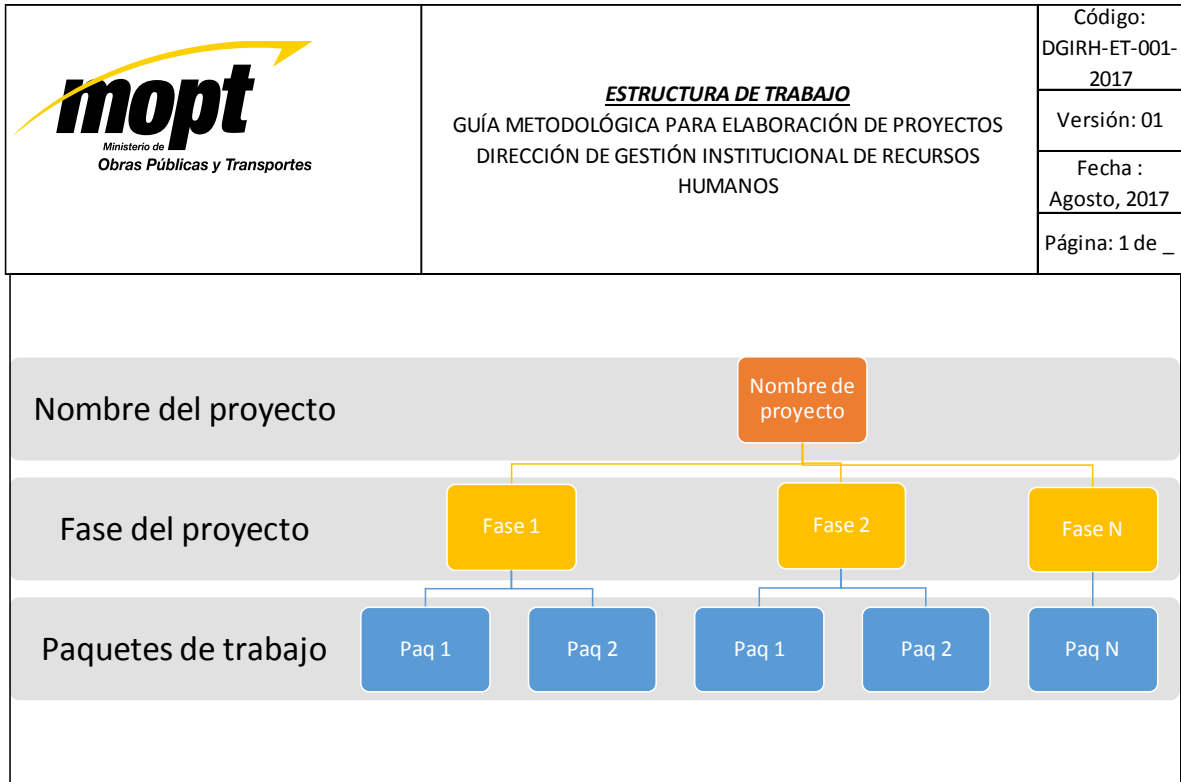 mopt
Ministerio de
Obras Públicas y Transportes
ESTRUCTURA DE TRABAJO
GUÍA METODOLÓGICA PARA ELABORACIÓN DE PROYECTOS
DIRECCIÓN DE GESTIÓN INSTITUCIONAL DE RECURSOS
HUMANOS
Código:
DGIRH-ET-001-
2017
Versión: 01
Fecha :
Agosto, 2017
Página: 1 de _
Nombre del proyecto
Nombre de
proyecto
Fase del proyecto
Fase 1
Fase 2
Fase N
Paquetes de trabajo
Paq 1
Paq 2
Paq 1
Paq 2
Paq N